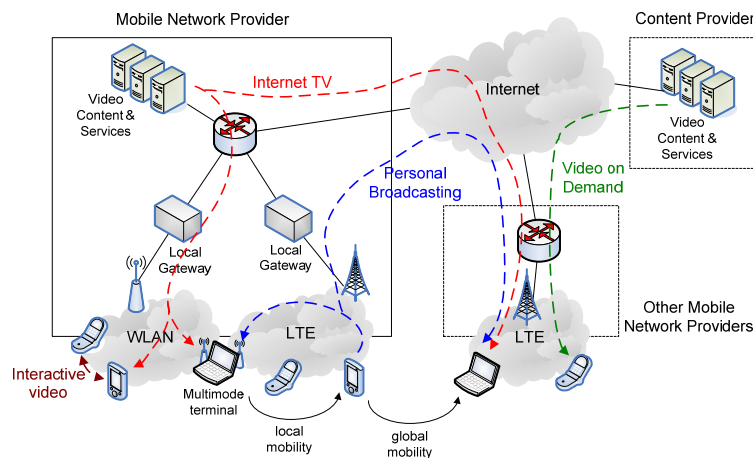 Mobile Network Provider
Content Provider
Internet TV
Internet
Video
Content &
Services
Video
Content &
Services
Personal
Broadcasting
Video on
Demand
Local
Gateway
Local
Gateway
WLAN
LTE
LTE
Other Mobile
Network Providers
Interactive
video
Multimode
terminal
local
mobility
global
mobility